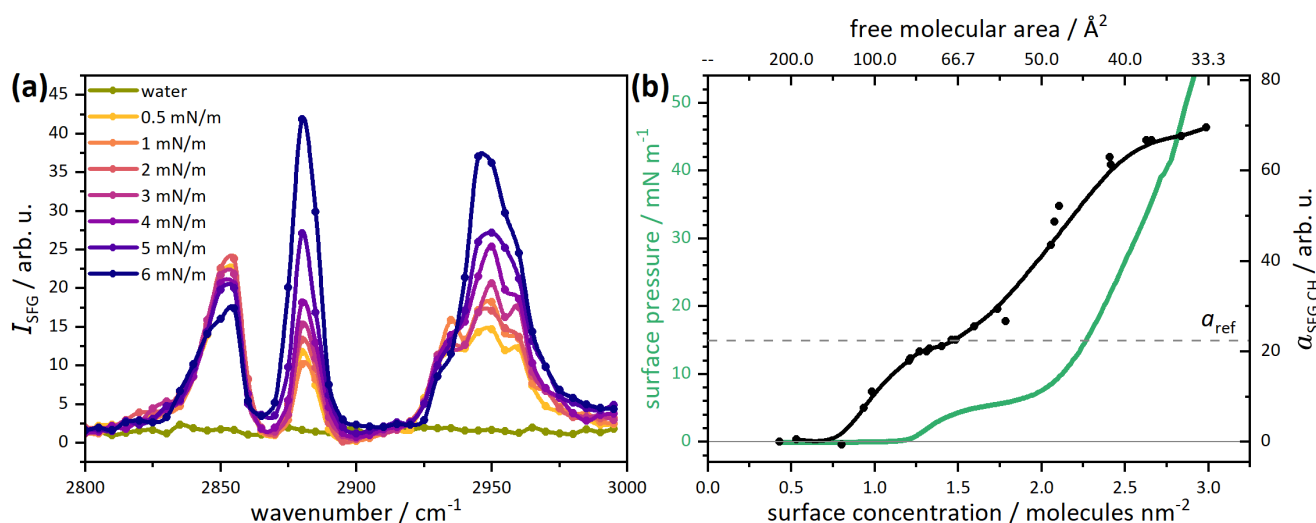 (a)
I_SFG / arb. u.
45
40
35
30
25
20
15
10
5
0
water
0.5 mN/m
1 mN/m
2 mN/m
3 mN/m
4 mN/m
5 mN/m
6 mN/m
2800
2850
2900
2950
3000
wavenumber / cm⁻¹
free molecular area / Å²
--
200.0
100.0
66.7
50.0
40.0
33.3
(b)
surface pressure / mN m⁻¹
50
40
30
20
10
0
a_ref
80
60
40
20
0
a_SFG,CH / arb. u.
0.0
0.5
1.0
1.5
2.0
2.5
3.0
surface concentration / molecules nm⁻²